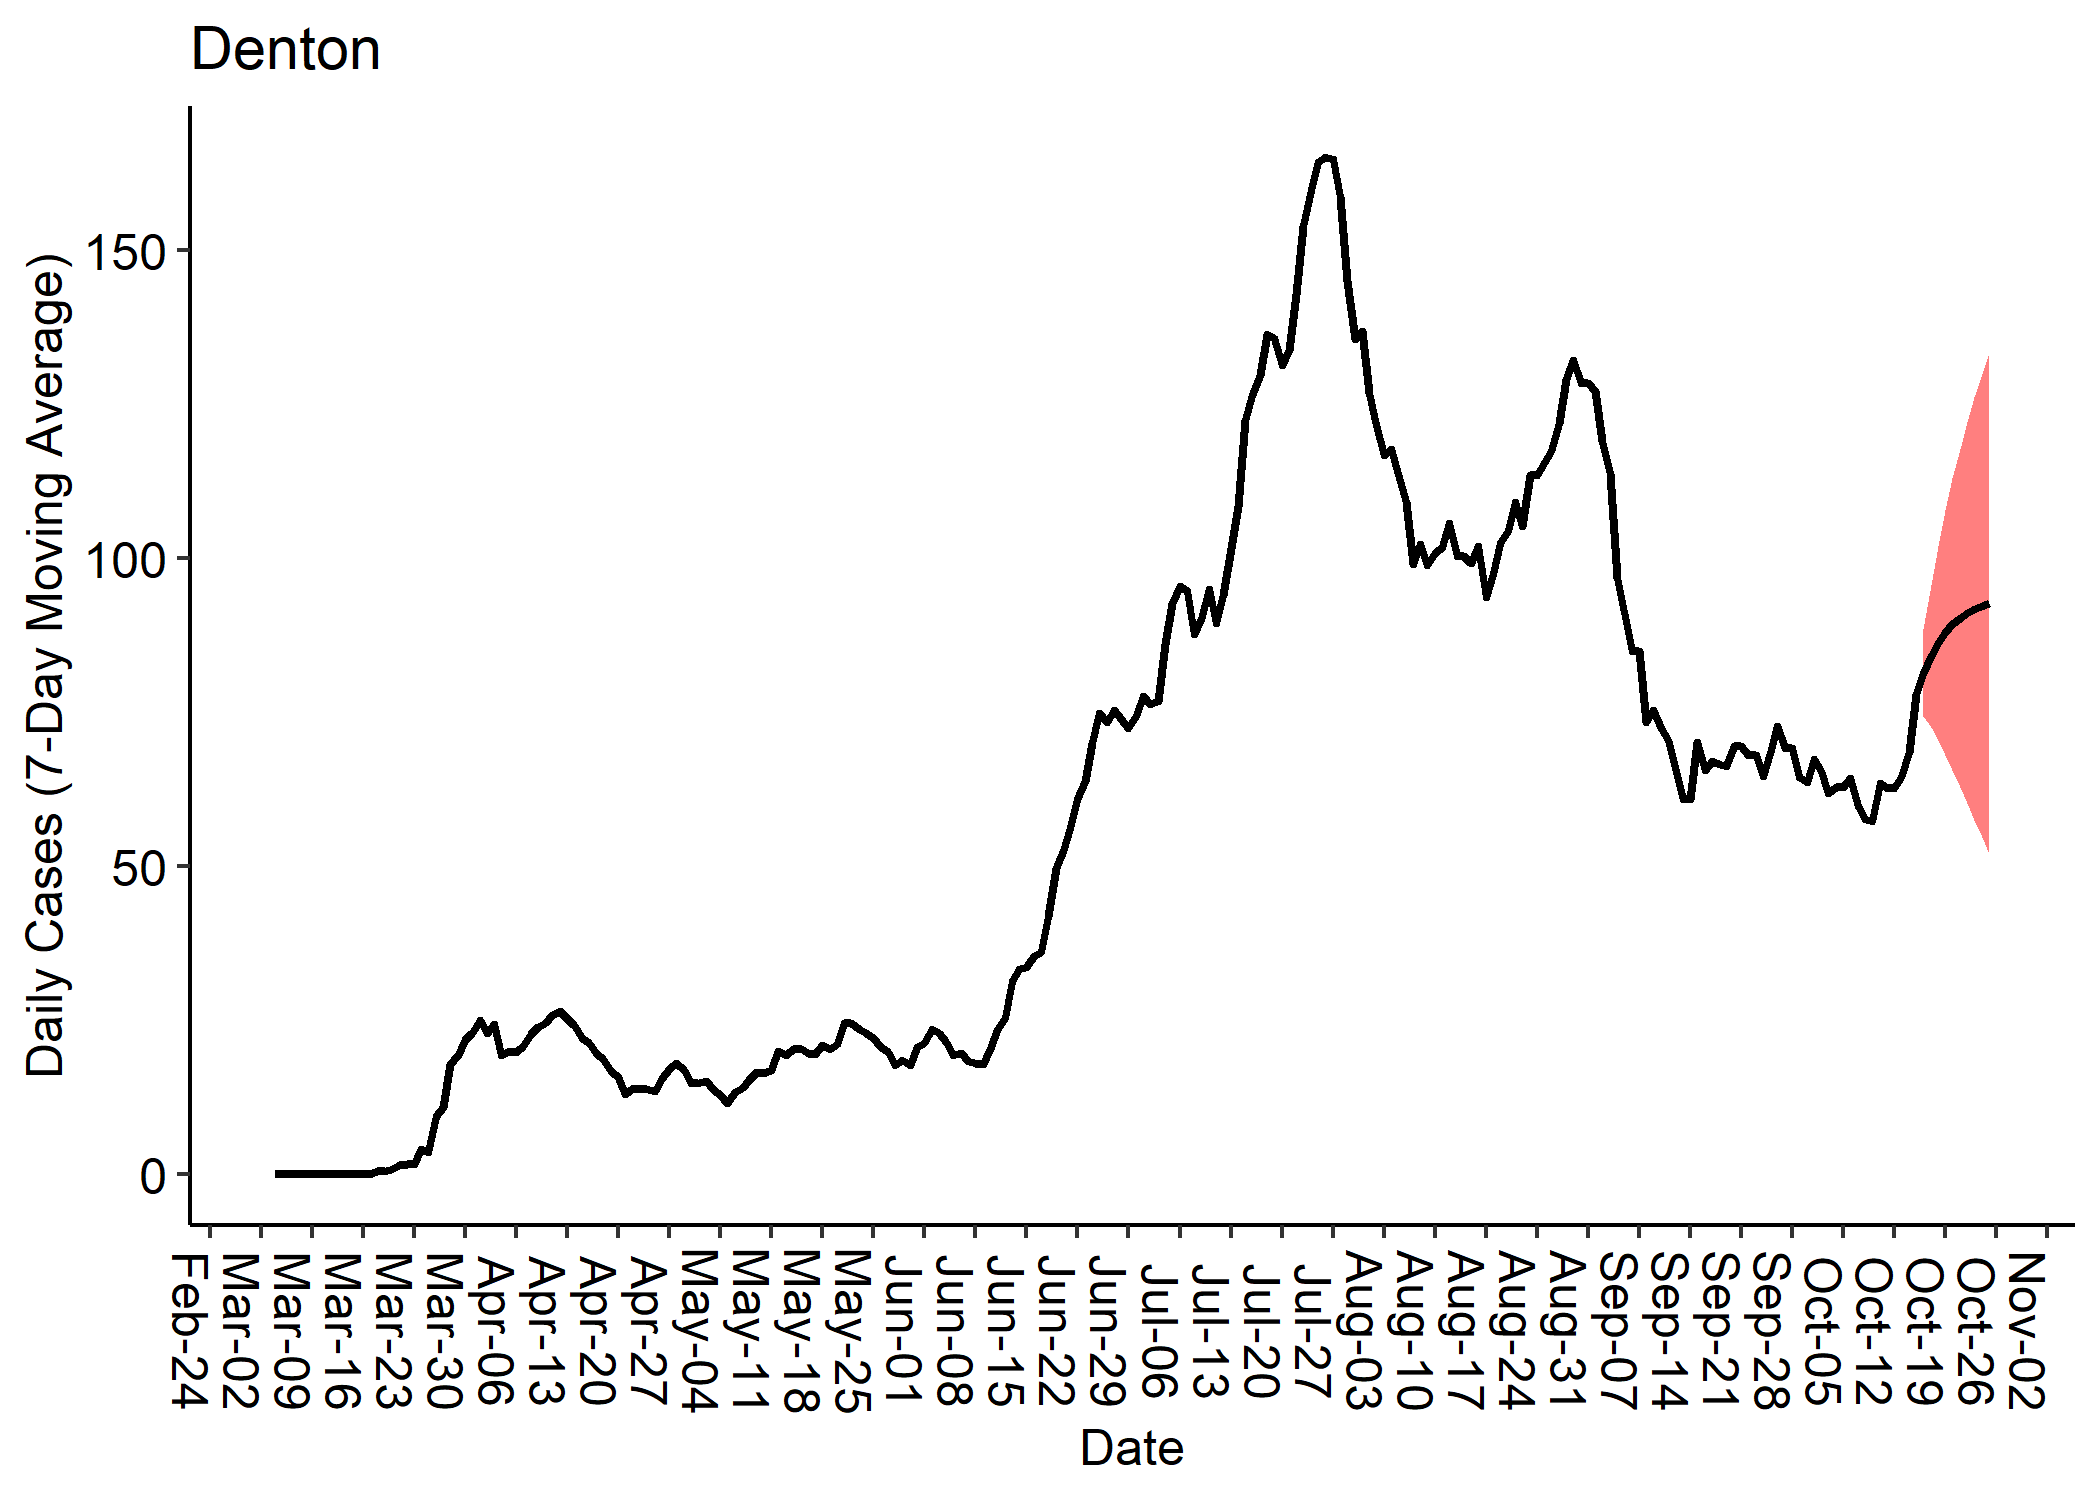 Denton
Daily Cases (7-Day Moving Average)
150
100
50
0
Feb-24
Mar-02
Mar-09
Mar-16
Mar-23
Mar-30
Apr-06
Apr-13
Apr-20
Apr-27
May-04
May-11
May-18
May-25
Jun-01
Jun-08
Jun-15
Jun-22
Jun-29
Jul-06
Jul-13
Jul-20
Jul-27
Aug-03
Aug-10
Aug-17
Aug-24
Aug-31
Sep-07
Sep-14
Sep-21
Sep-28
Oct-05
Oct-12
Oct-19
Oct-26
Nov-02
Date